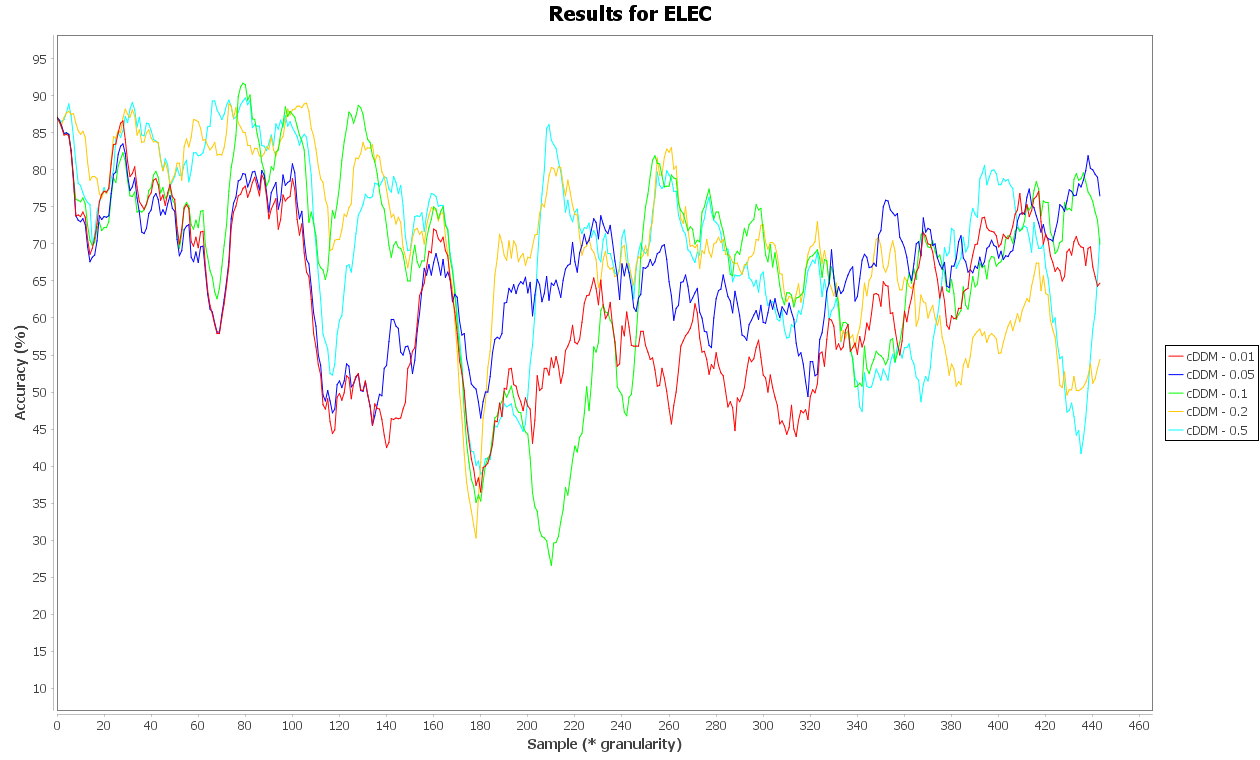 Results for ELEC
Accuracy (%)
95
90
85
80
75
70
65
60
55
50
45
40
35
30
25
20
15
10
0 20 40 60 80 100 120 140 160 180 200 220 240 260 280 300 320 340 360 380 400 420 440 460
Sample (* granularity)
cDDM - 0.01
cDDM - 0.05
cDDM - 0.1
cDDM - 0.2
cDDM - 0.5